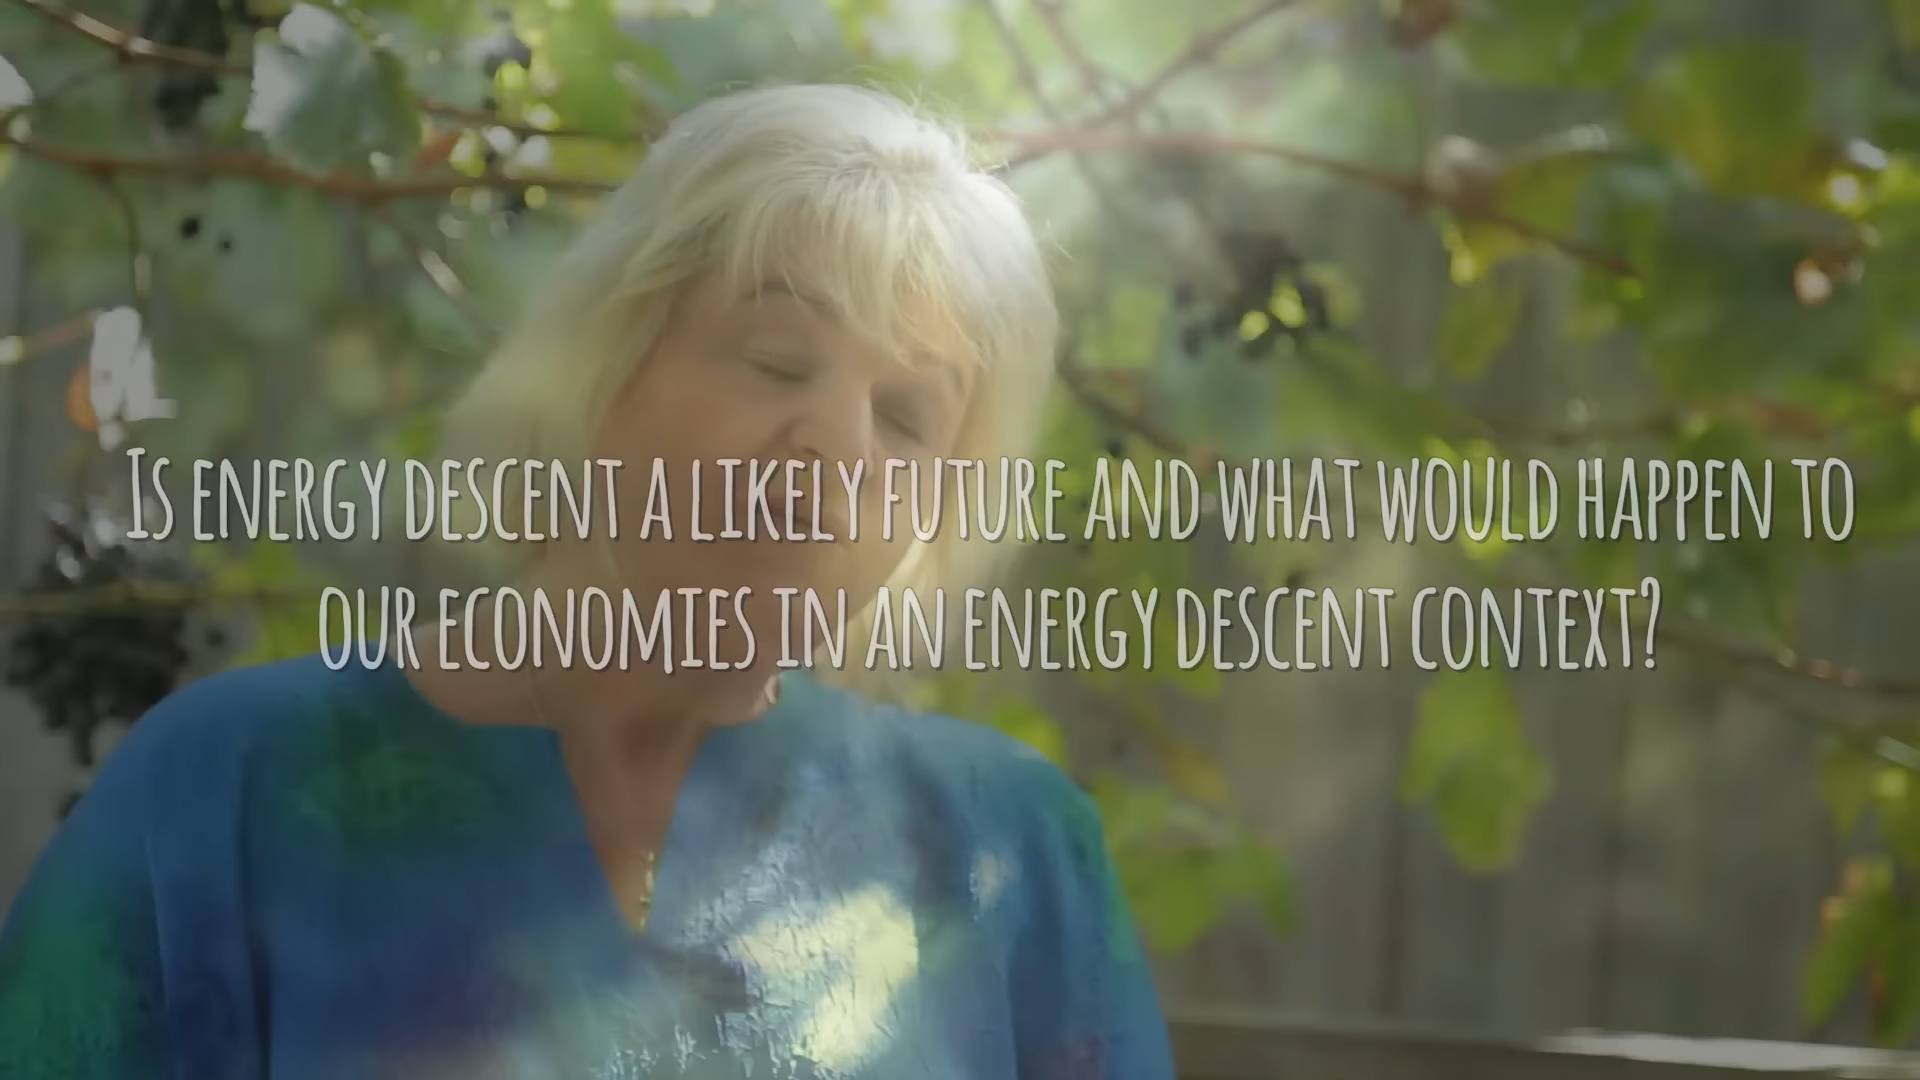 Is energy descent a likely future and what would happen to
our economies in an energy descent context?